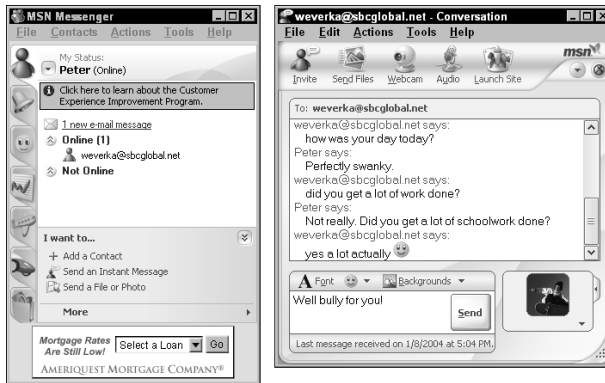 MSN Messenger
File Contacts Actions Tools Help
My Status:
Peter (Online)
Click here to learn about the Customer
Experience Improvement Program.
1 new e-mail message
Online (1)
weverka@sbcglobal.net
Not Online
I want to...
+ Add a Contact
Send an Instant Message
Send a File or Photo
More
Mortgage Rates
Are Still Low!
Select a Loan
Go
AMERIQUEST MORTGAGE COMPANY®
weverka@sbcglobal.net - Conversation
File Edit Actions Tools Help
msn
Invite Send Files Webcam Audio Launch Site
To: weverka@sbcglobal.net
weverka@sbcglobal.net says:
how was your day today?
Peter says:
Perfectly swanky.
weverka@sbcglobal.net says:
did you get a lot of work done?
Peter says:
Not really. Did you get a lot of schoolwork done?
weverka@sbcglobal.net says:
yes a lot actually
A Font Backgrounds
Well bully for you!
Send
Last message received on 1/8/2004 at 5:04 PM.